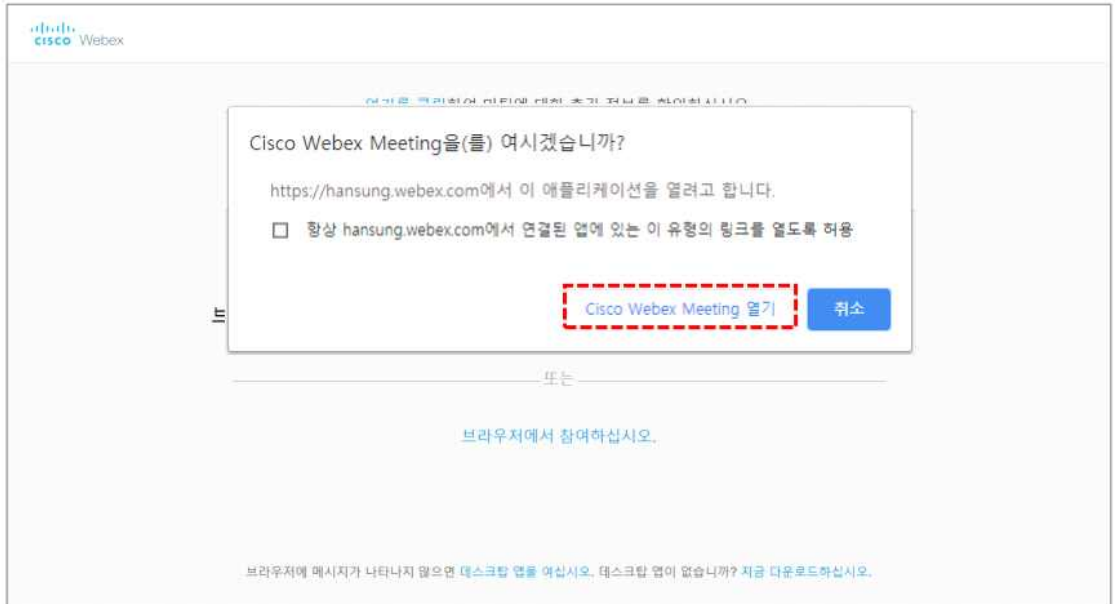 cisco Webex
Cisco Webex Meeting을(를) 여시겠습니까?
https://hansung.webex.com에서 이 애플리케이션을 열려고 합니다.
항상 hansung.webex.com에서 연결된 앱에 있는 이 유형의 링크를 열도록 허용
Cisco Webex Meeting 열기 취소
또는
브라우저에서 참여하십시오.
브라우저에 메시지가 나타나지 않으면 데스크탑 앱을 여십시오. 데스크탑 앱이 없습니까? 지금 다운로드하십시오.